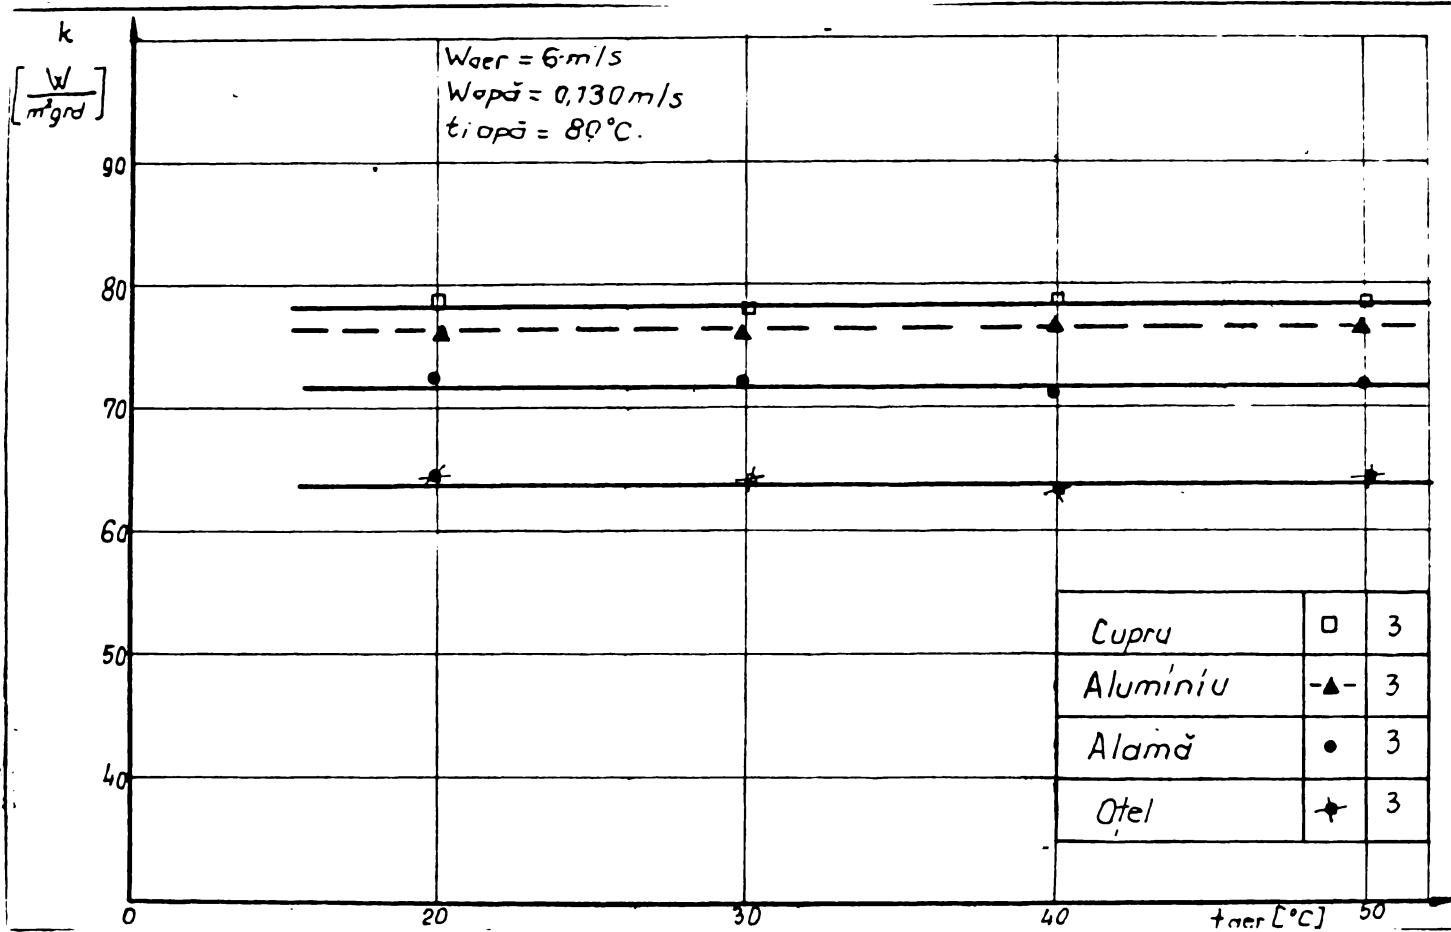 k
[W/m²grd]
Waer = 6 m/s
Wapă = 0,130 m/s
ti apă = 80°C.
90
80
70
60
50
40
Cupru □ 3
Aluminiu -▲- 3
Alamă ● 3
Oțel 3
0 20 30 40 taer [°C] 50